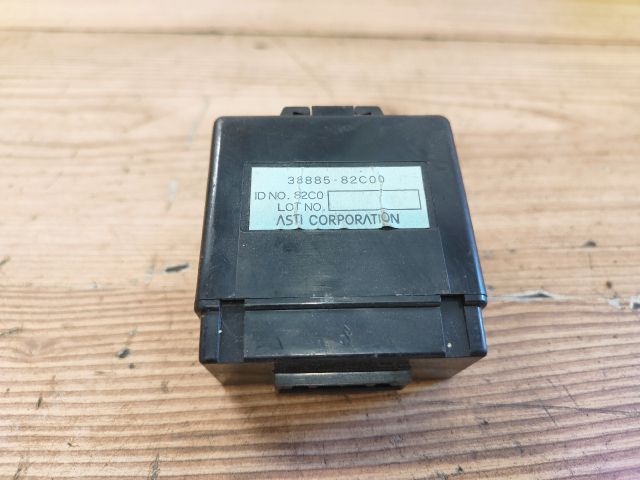 38885-82C00
ID NO. 82C0
LOT NO.
ASTI CORPORATION